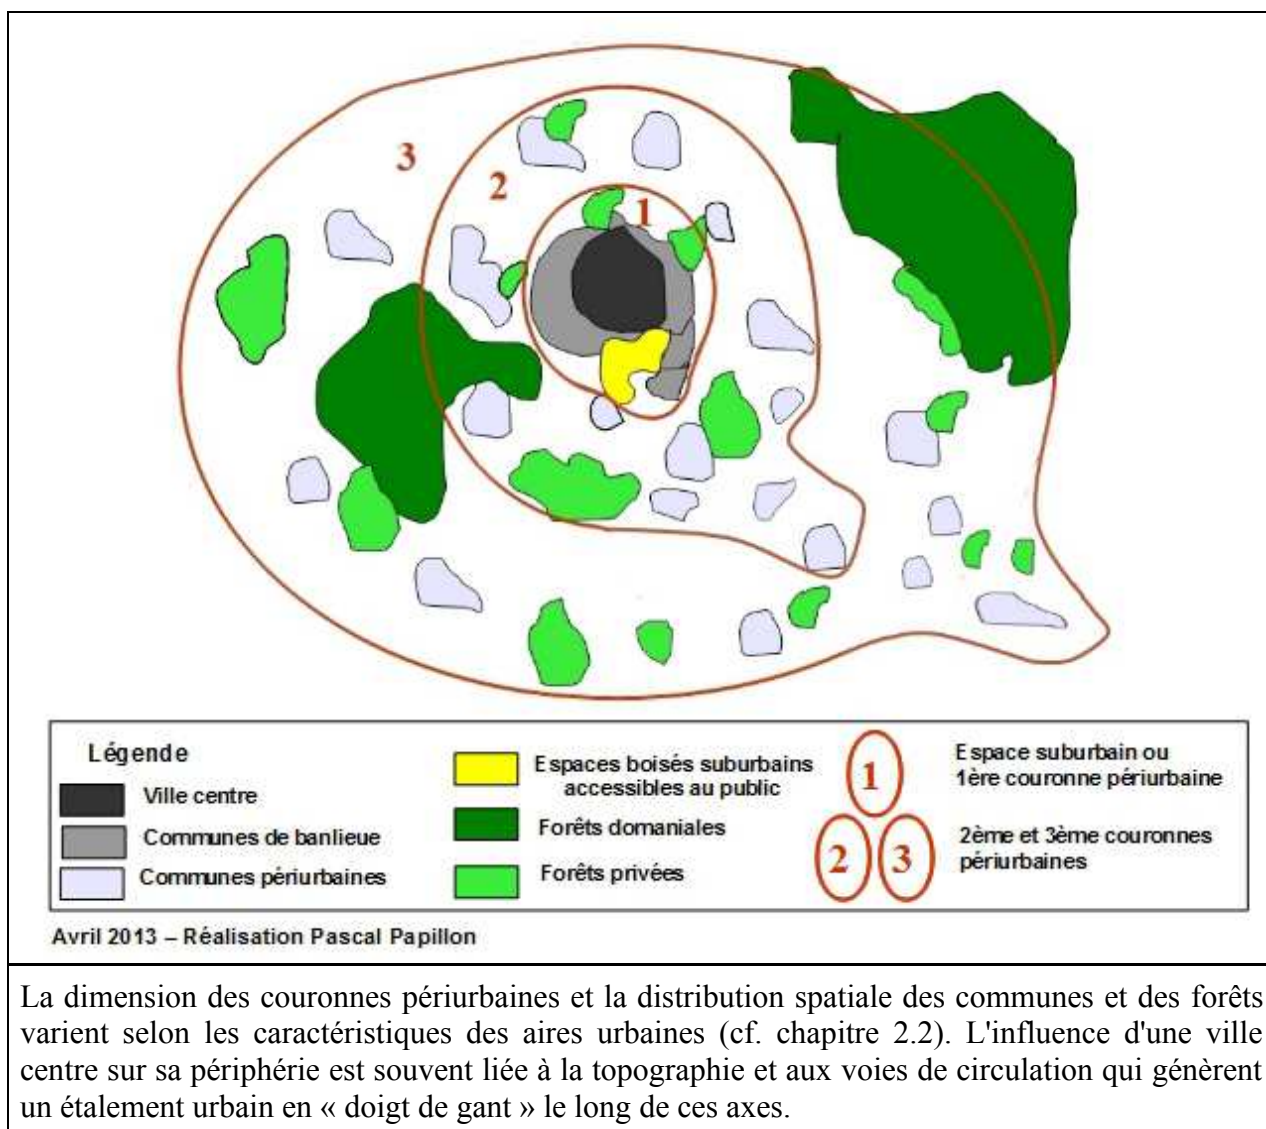 3
2
1
Légende
Ville centre
Communes de banlieue
Communes périurbaines
Espaces boisés suburbains
accessibles au public
Forêts domaniales
Forêts privées
1
Espace suburbain ou
1ère couronne périurbaine
2 3
2ème et 3ème couronnes
périurbaines
Avril 2013 – Réalisation Pascal Papillon
La dimension des couronnes périurbaines et la distribution spatiale des communes et des forêts
varient selon les caractéristiques des aires urbaines (cf. chapitre 2.2). L'influence d'une ville
centre sur sa périphérie est souvent liée à la topographie et aux voies de circulation qui génèrent
un étalement urbain en « doigt de gant » le long de ces axes.